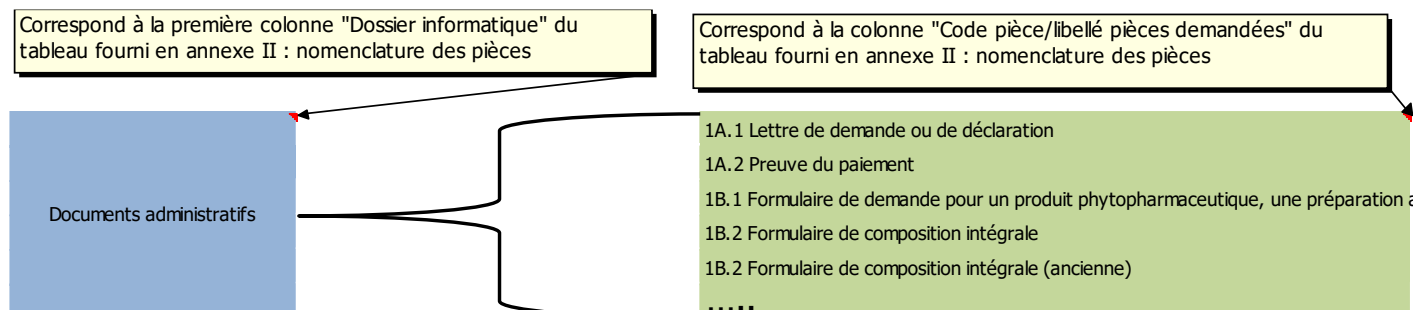 Correspond à la première colonne "Dossier informatique" du
tableau fourni en annexe II : nomenclature des pièces
Correspond à la colonne "Code pièce/libellé pièces demandées" du
tableau fourni en annexe II : nomenclature des pièces
Documents administratifs
1A.1 Lettre de demande ou de déclaration
1A.2 Preuve du paiement
1B.1 Formulaire de demande pour un produit phytopharmaceutique, une préparation
1B.2 Formulaire de composition intégrale
1B.2 Formulaire de composition intégrale (ancienne)